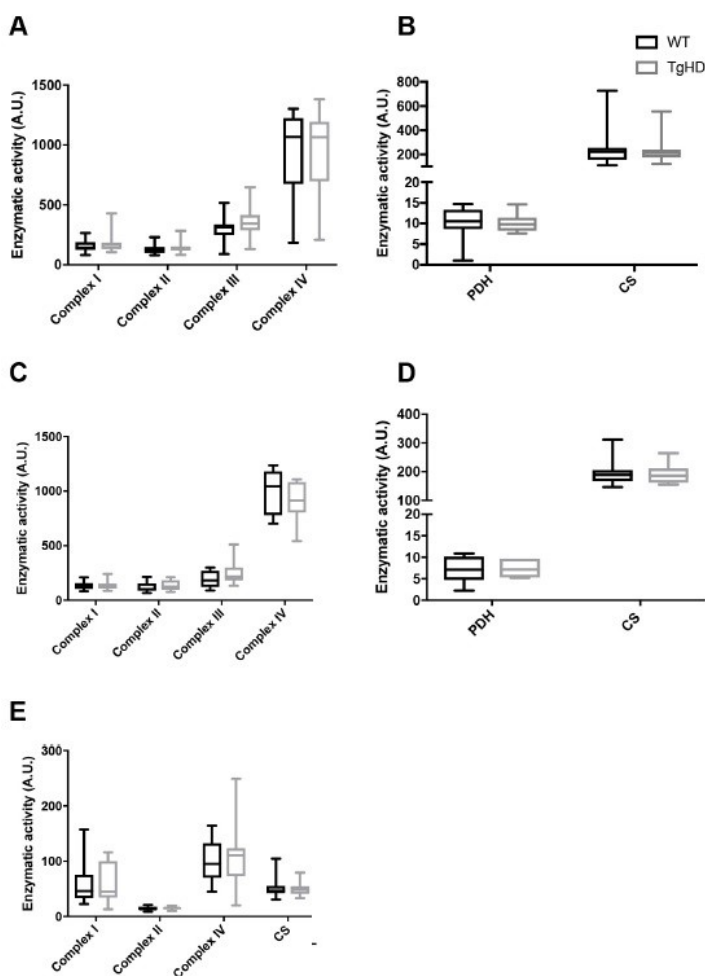 A
Enzymatic activity (A.U.)
1500
1000
500
0
Complex I
Complex II
Complex III
Complex IV
B
WT
TgHD
Enzymatic activity (A.U.)
800
600
400
200
20
15
10
5
0
PDH
CS
C
Enzymatic activity (A.U.)
1500
1000
500
0
Complex I
Complex II
Complex III
Complex IV
D
Enzymatic activity (A.U.)
400
300
200
100
20
15
10
5
0
PDH
CS
E
Enzymatic activity (A.U.)
300
200
100
0
Complex I
Complex II
Complex IV
CS